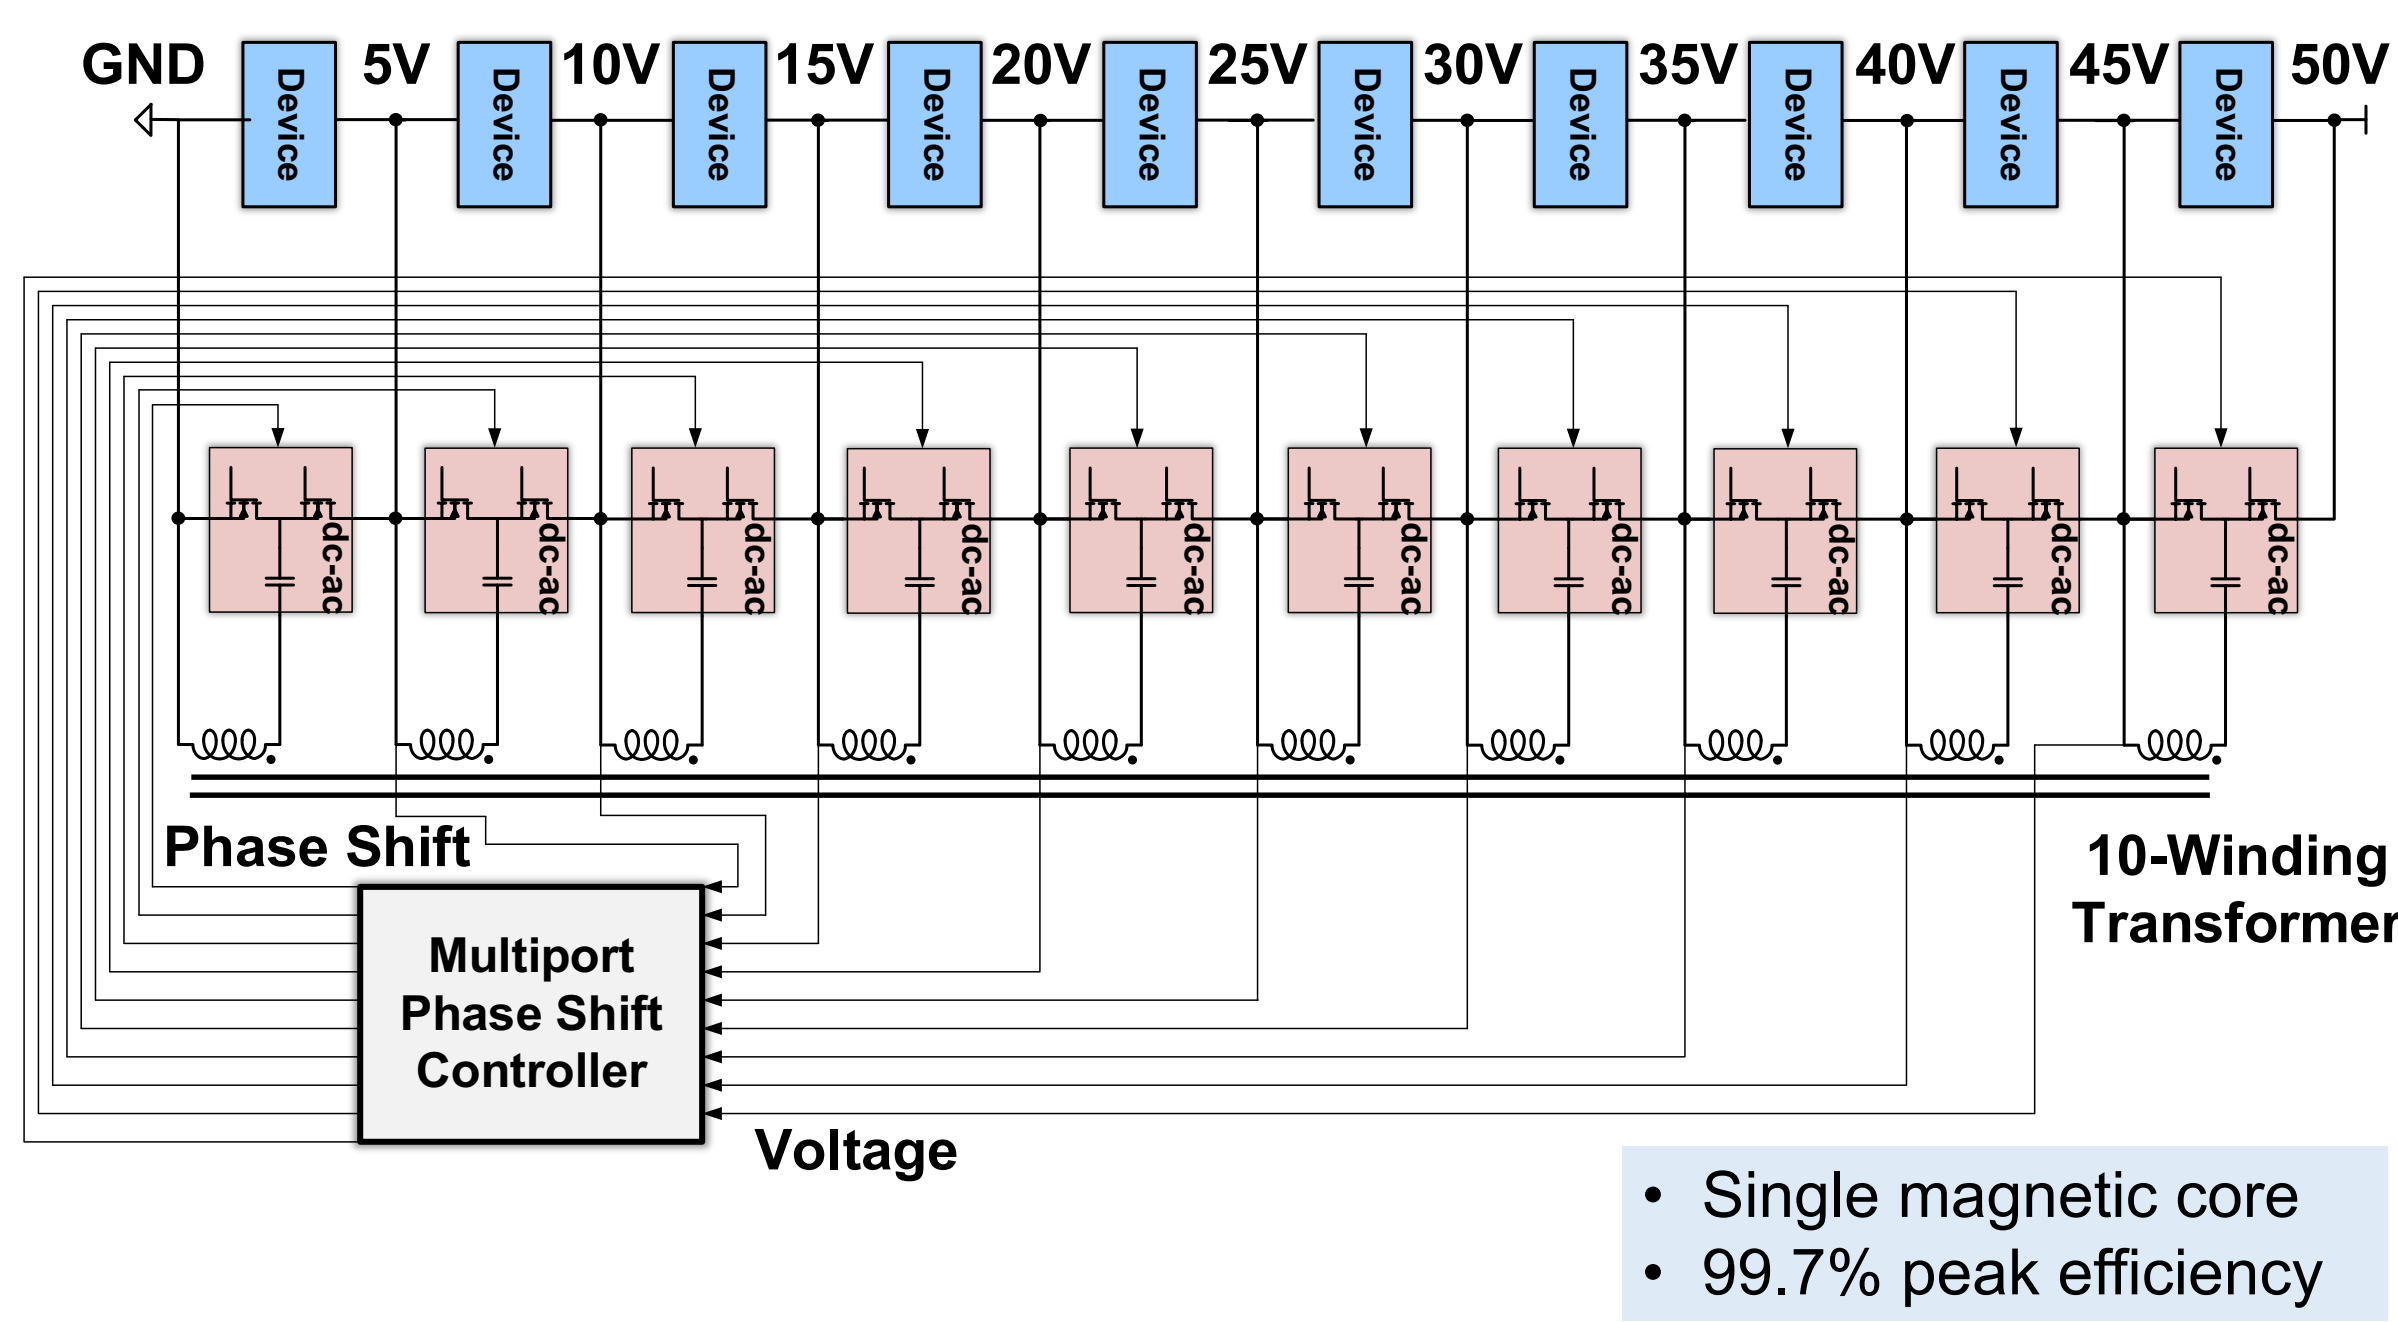 GND 5V 10V 15V 20V 25V 30V 35V 40V 45V 50V
Device Device Device Device Device Device Device Device Device Device
dc-ac dc-ac dc-ac dc-ac dc-ac dc-ac dc-ac dc-ac dc-ac dc-ac
Phase Shift
10-Winding
Transformer
Multiport
Phase Shift
Controller
Voltage
• Single magnetic core
• 99.7% peak efficiency